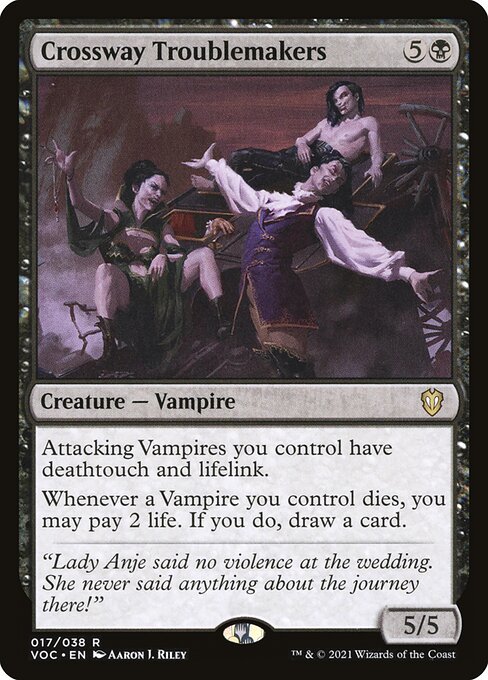 Crossway Troublemakers 5
Creature — Vampire
Attacking Vampires you control have
deathtouch and lifelink.
Whenever a Vampire you control dies, you
may pay 2 life. If you do, draw a card.
“Lady Anje said no violence at the wedding.
She never said anything about the journey
there!”
5/5
017/038 R
VOC • EN Aaron J. Riley ™ & © 2021 Wizards of the Coast